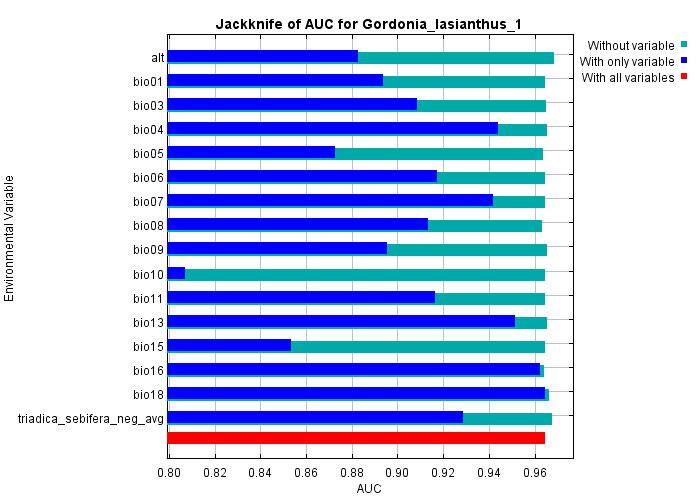 Jackknife of AUC for Gordonia_lasianthus_1
Without variable
With only variable
With all variables
Environmental Variable
alt
bio01
bio03
bio04
bio05
bio06
bio07
bio08
bio09
bio10
bio11
bio13
bio15
bio16
bio18
triadica_sebifera_neg_avg
0.80 0.82 0.84 0.86 0.88 0.90 0.92 0.94 0.96
AUC